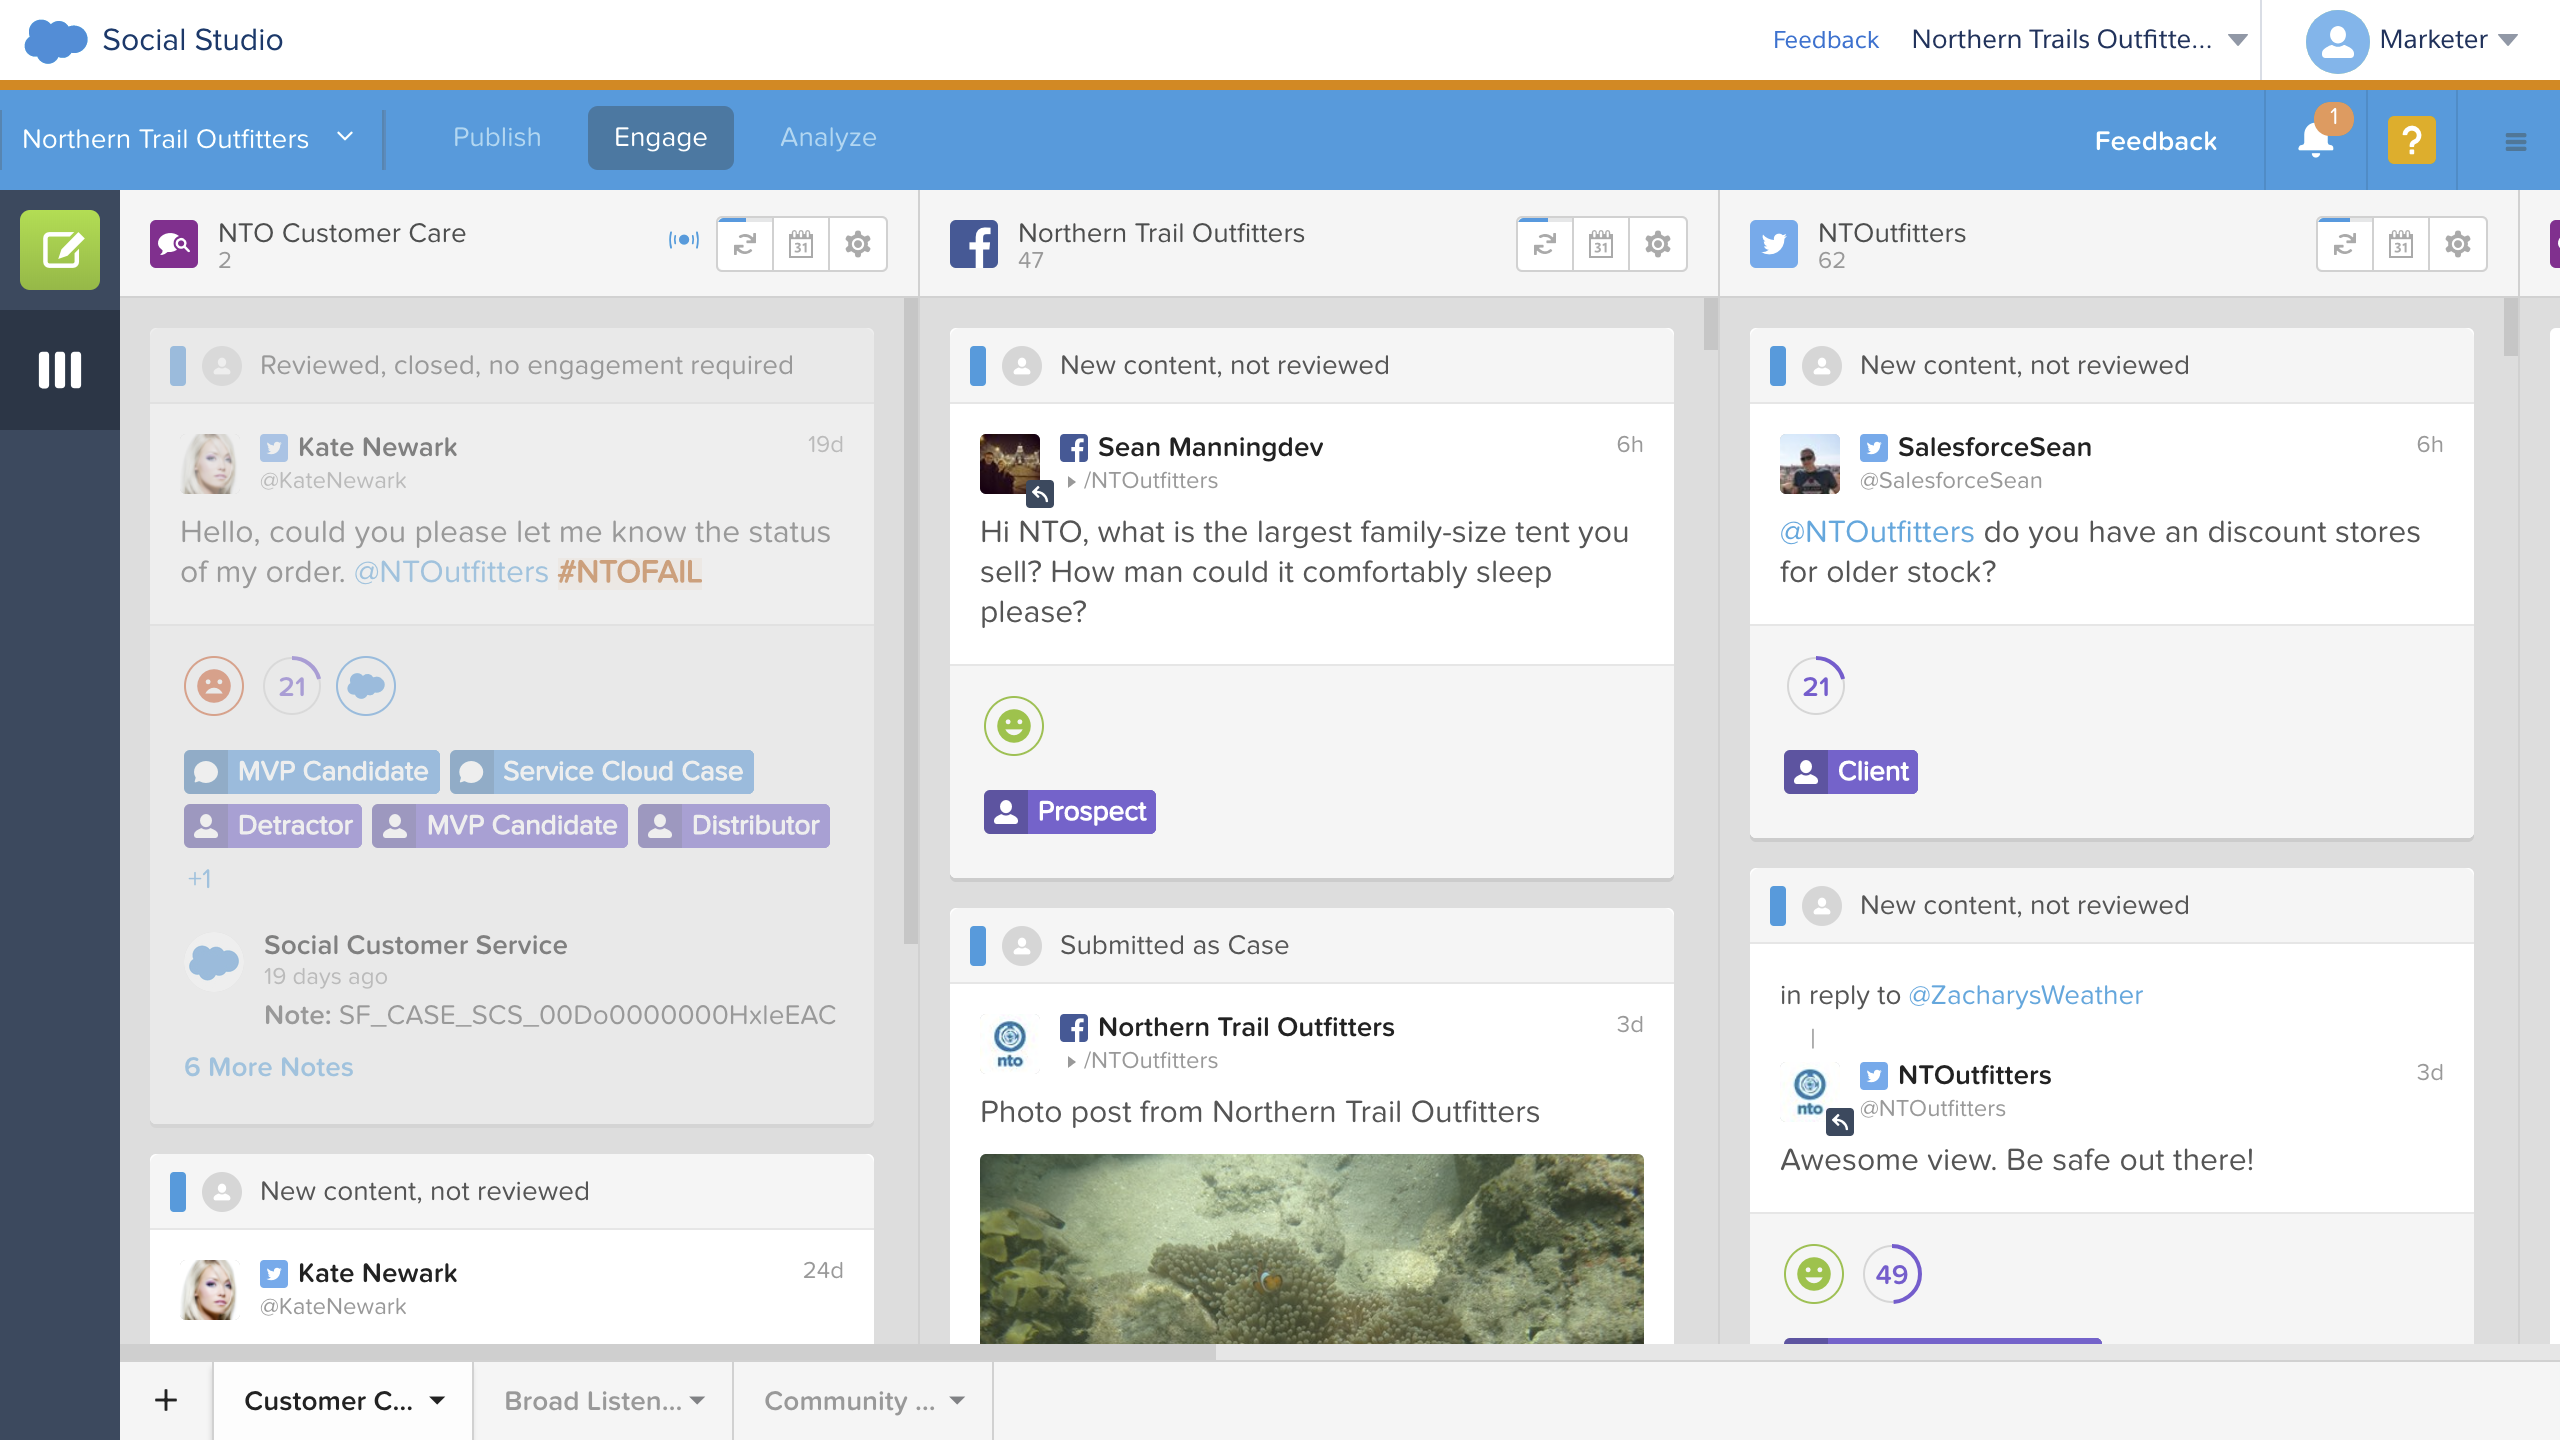 Social Studio
Feedback
Northern Trails Outfitte...
Marketer
Northern Trail Outfitters
Publish
Engage
Analyze
Feedback
1
?
NTO Customer Care
2
31
Reviewed, closed, no engagement required
Kate Newark
19d
@KateNewark
Hello, could you please let me know the status
of my order. @NTOutfitters #NTOFAIL
21
MVP Candidate
Service Cloud Case
Detractor
MVP Candidate
Distributor
+1
Social Customer Service
19 days ago
Note: SF_CASE_SCS_00Do0000000HxIeEAC
6 More Notes
New content, not reviewed
Kate Newark
24d
@KateNewark
Northern Trail Outfitters
47
31
New content, not reviewed
Sean Manningdev
6h
/NTOutfitters
Hi NTO, what is the largest family-size tent you
sell? How man could it comfortably sleep
please?
Prospect
Submitted as Case
Northern Trail Outfitters
3d
/NTOutfitters
nto
Photo post from Northern Trail Outfitters
NTOutfitters
62
31
New content, not reviewed
SalesforceSean
6h
@SalesforceSean
@NTOutfitters do you have an discount stores
for older stock?
21
Client
New content, not reviewed
in reply to @ZacharysWeather
NTOutfitters
3d
nto
@NTOutfitters
Awesome view. Be safe out there!
49
+
Customer C...
Broad Listen...
Community ...